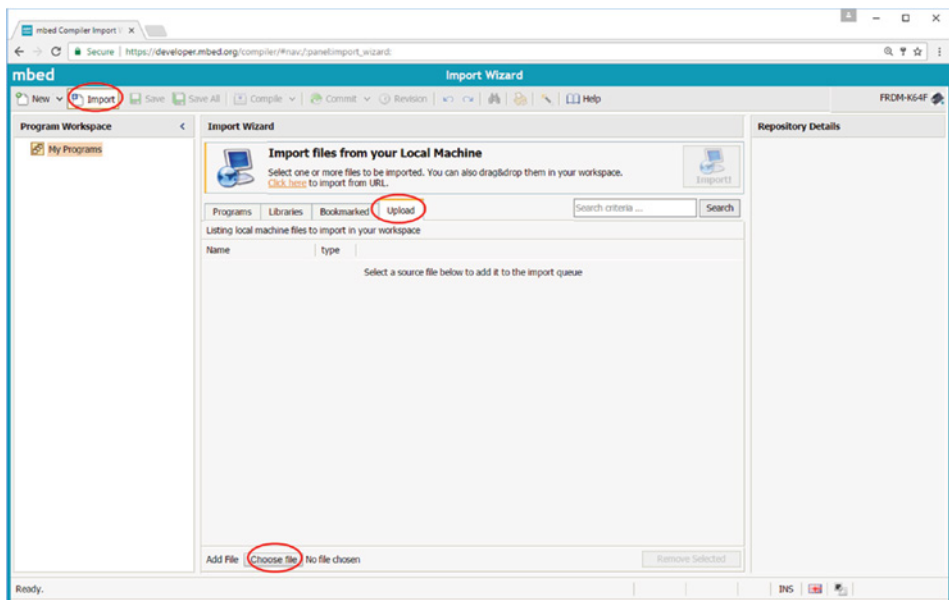 mbed Compiler Import
Secure | https://developer.mbed.org/compiler/#nav:/panel:import_wizard:
mbed
Import Wizard
New Import Save Save All Compile Commit Revision Help FRDM-K64F
Program Workspace
My Programs
Import Wizard
Import files from your Local Machine
Select one or more files to be imported. You can also drag&drop them in your workspace.
Click here to import from URL.
Import!
Programs Libraries Bookmarked Upload Search criteria ... Search
Listing local machine files to import in your workspace
Name type
Select a source file below to add it to the import queue
Add File Choose file No file chosen Remove Selected
Repository Details
Ready. INS